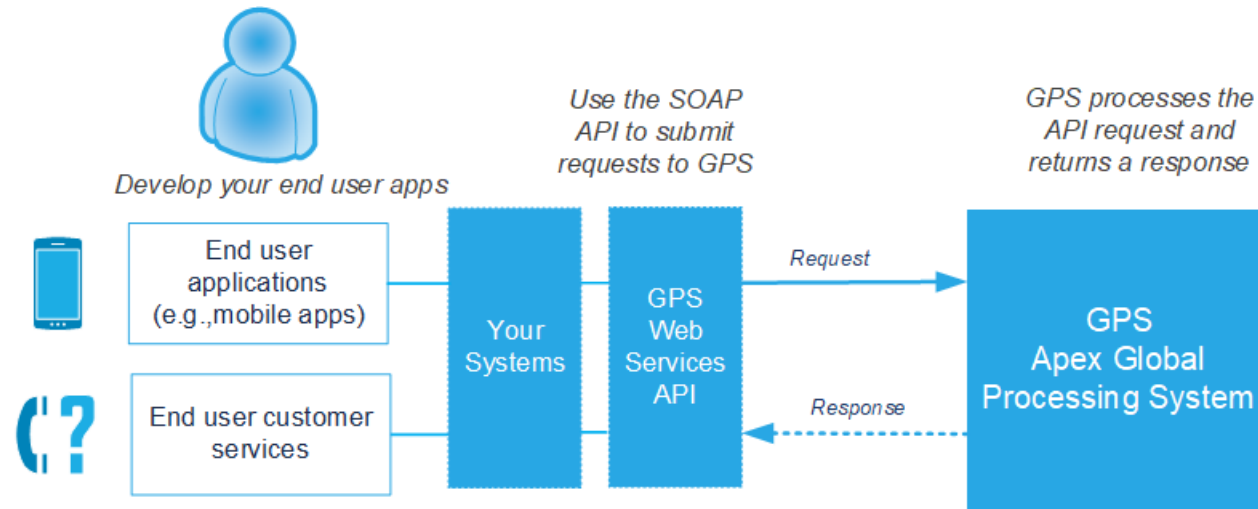 Use the SOAP
API to submit
requests to GPS
GPS processes the
API request and
returns a response
Develop your end user apps
End user
applications
(e.g.,mobile apps)
Your
Systems
GPS
Web
Services
API
Request
GPS
Apex Global
Processing System
End user customer
services
Response